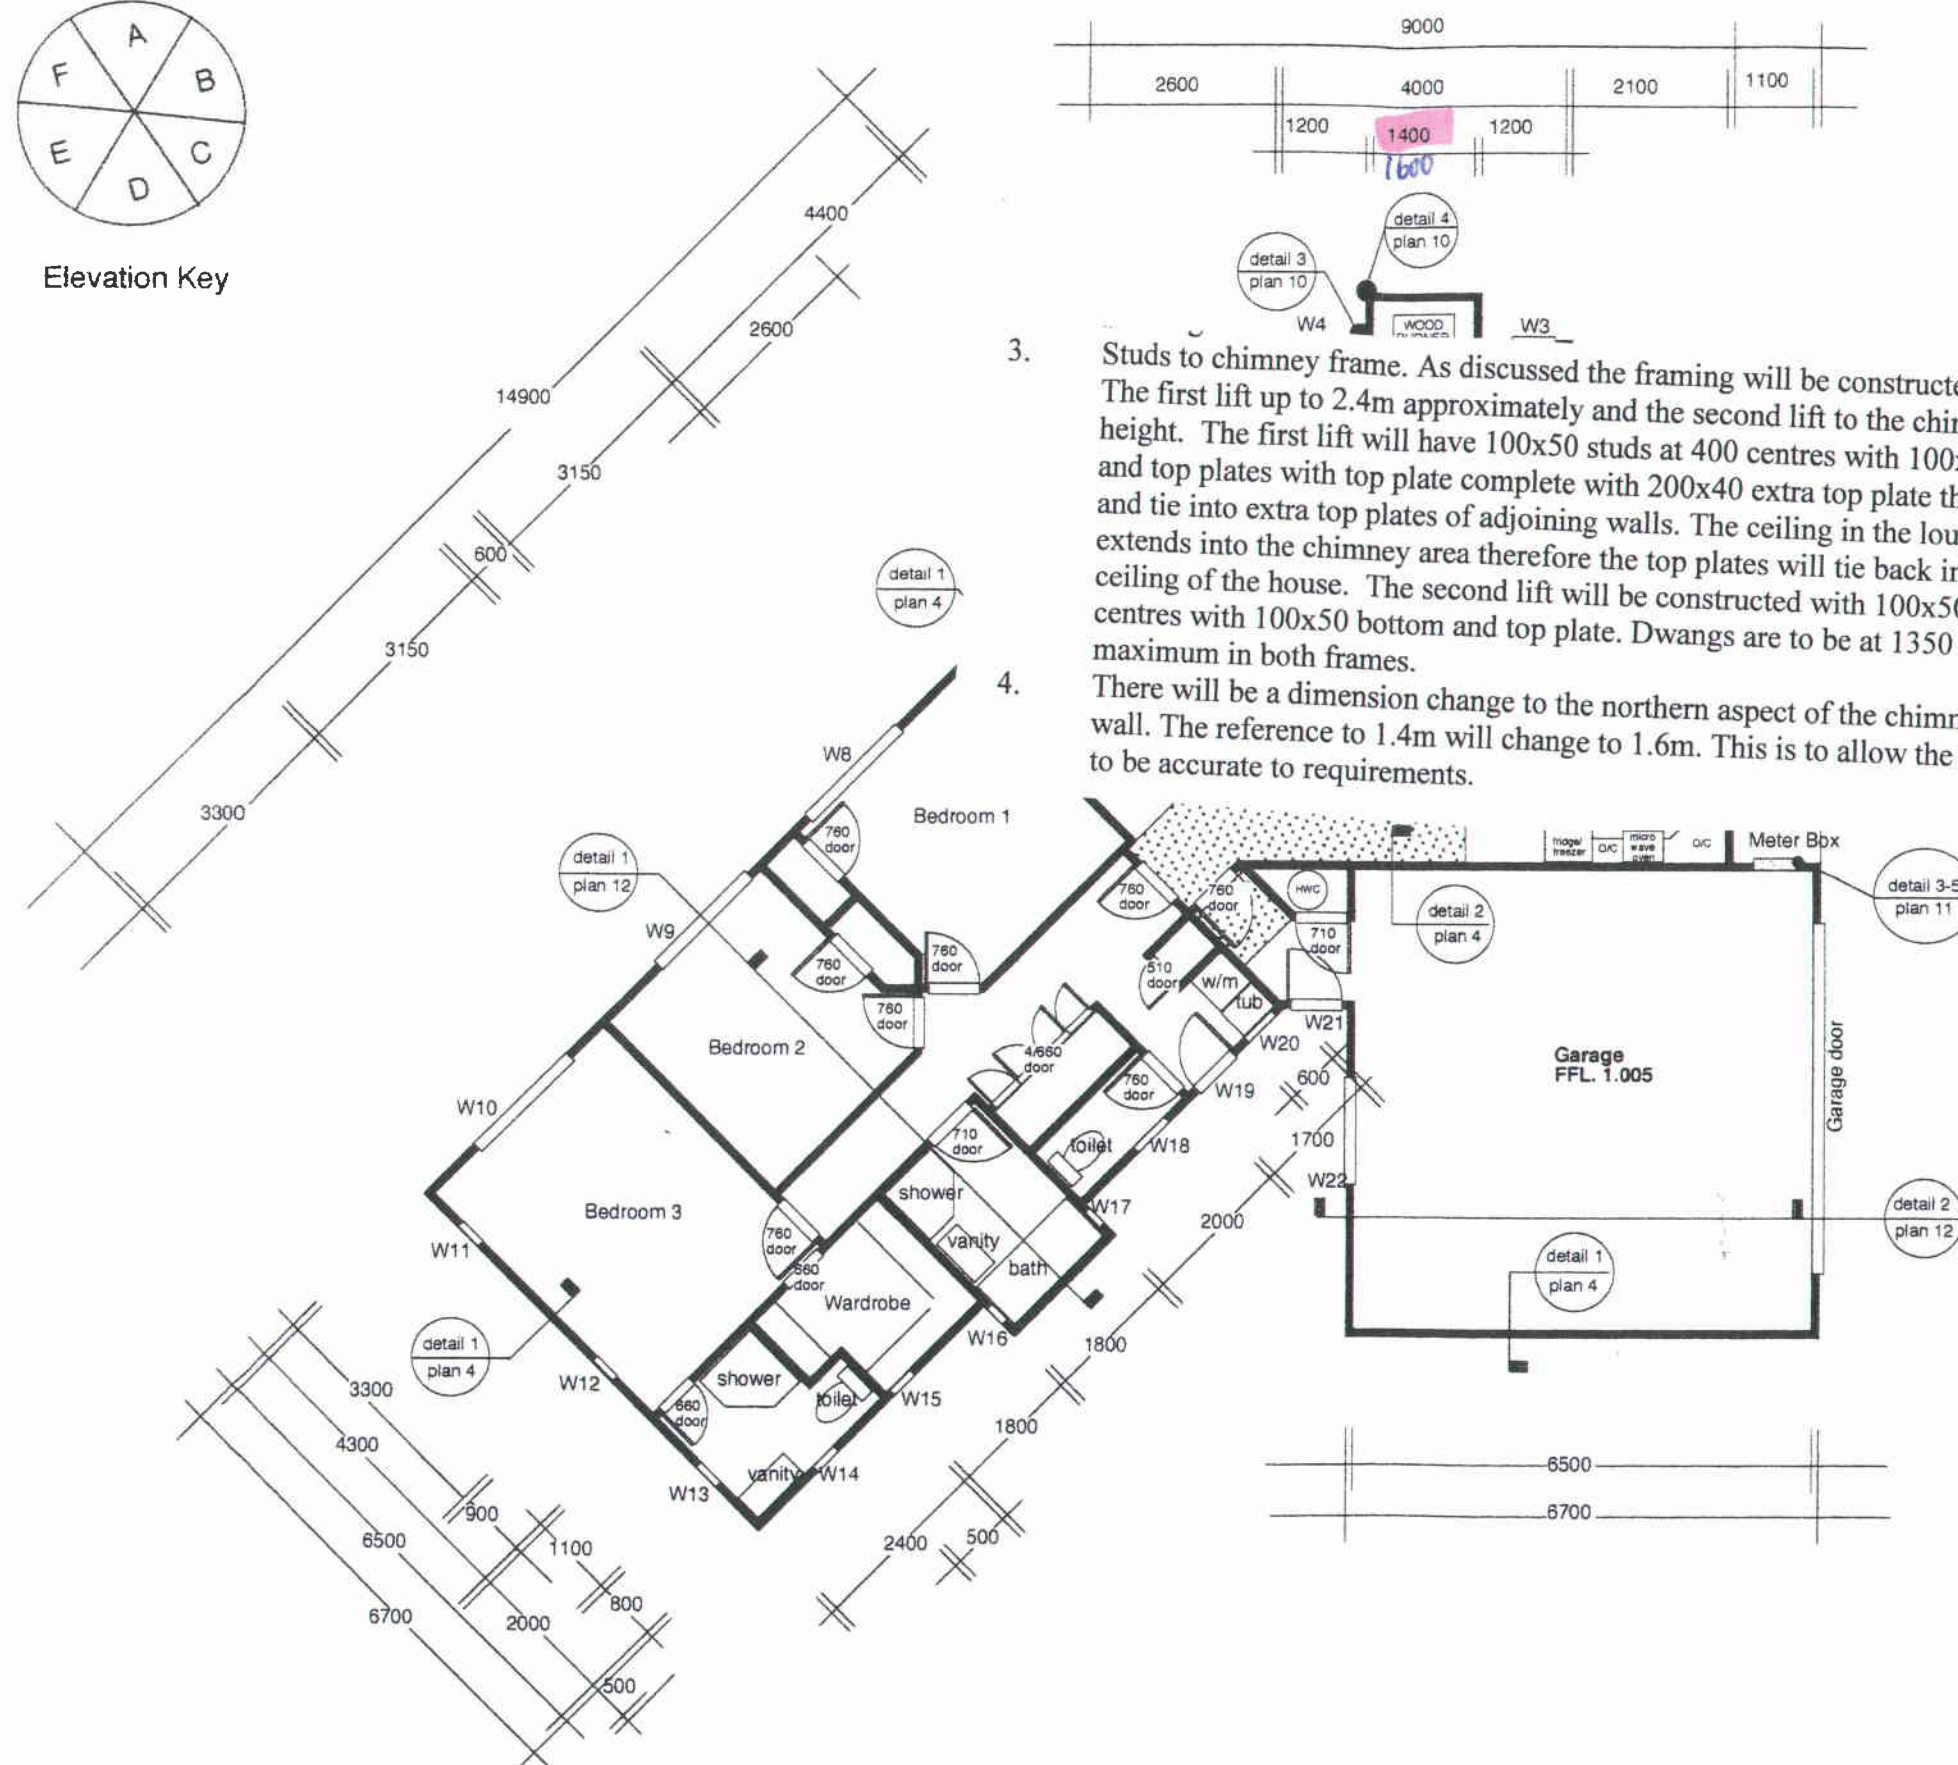 A
B
C
D
E
F
Elevation Key
9000
2600
4000
2100
1100
1200
1400
1200
1600
detail 4
plan 10
detail 3
plan 10
W4
WOOD
W3
14900
4400
2600
3150
600
3150
3300
detail 1
plan 4
3. Studs to chimney frame. As discussed the framing will be
The first lift up to 2.4m approximately and the second lift to the
height. The first lift will have 100x50 studs at 400 centres with
and top plates with top plate complete with 200x40 extra top plate
and tie into extra top plates of adjoining walls. The ceiling in the
extends into the chimney area therefore the top plates will tie back
ceiling of the house. The second lift will be constructed with
centres with 100x50 bottom and top plate. Dwangs are to be at 1350
maximum in both frames.
4. There will be a dimension change to the northern aspect of the
wall. The reference to 1.4m will change to 1.6m. This is to allow the
to be accurate to requirements.
W8
Bedroom 1
760
door
detail 1
plan 12
W9
760
door
760
door
760
door
Bedroom 2
W10
760
door
760
door
HWC
710
door
510
door
w/m
tub
fridge/
freezer
O/C
micro
wave
oven
O/C
Meter Box
detail 3-5
plan 11
detail 2
plan 4
W21
W20
W19
600
4/660
door
760
door
toilet
W18
1700
W22
Garage
FFL. 1.005
Garage door
710
door
shower
W17
2000
vanity
bath
Bedroom 3
760
door
660
door
Wardrobe
W11
W16
1800
detail 2
plan 12
detail 1
plan 4
detail 1
plan 4
W12
shower
toilet
W15
660
door
1800
vanity
W14
W13
3300
4300
900
6500
1100
6700
2000
800
500
2400
500
6500
6700